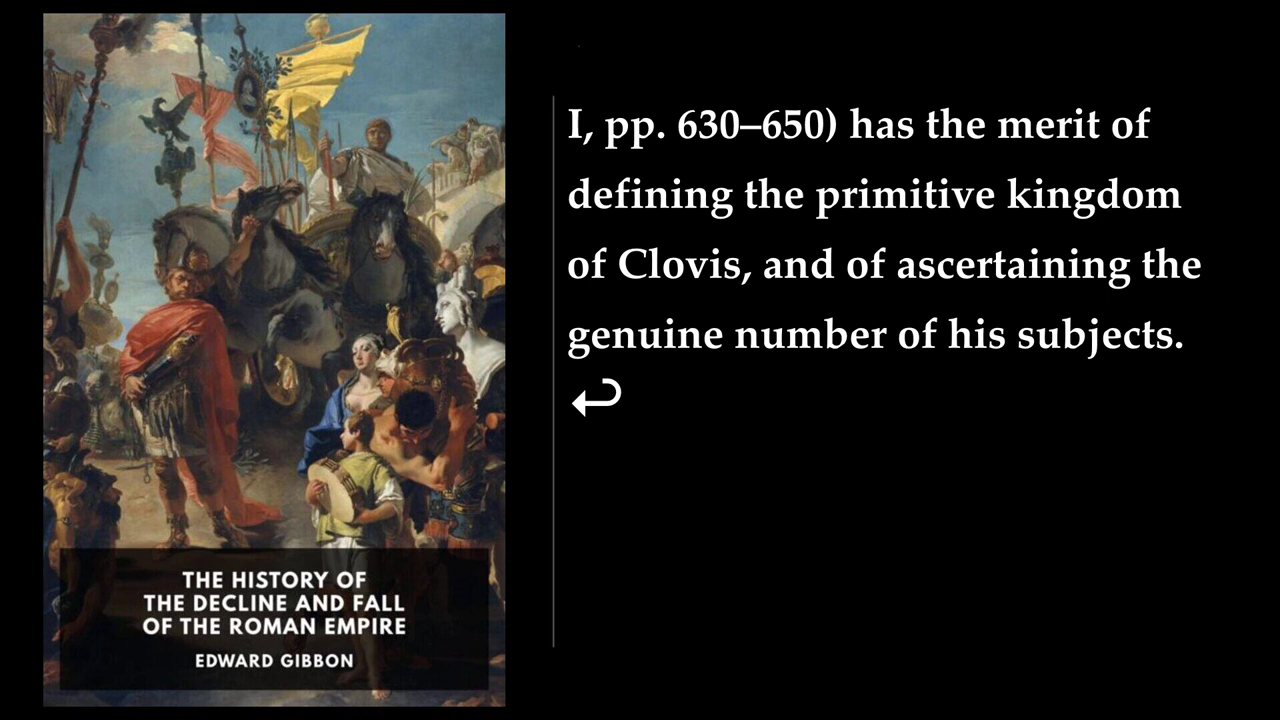 THE HISTORY OF
THE DECLINE AND FALL
OF THE ROMAN EMPIRE
EDWARD GIBBON
I, pp. 630–650) has the merit of
defining the primitive kingdom
of Clovis, and of ascertaining the
genuine number of his subjects.
↩